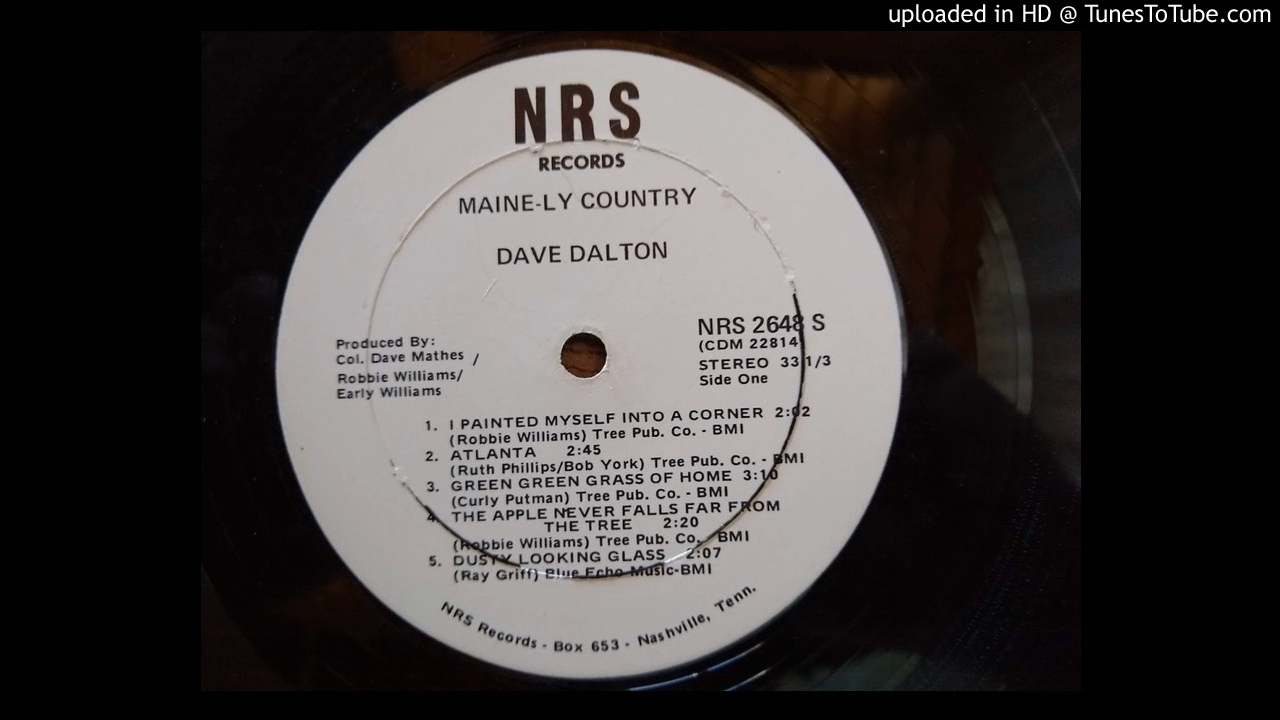 uploaded in HD @ TunesToTube.com
NRS
RECORDS
MAINE-LY COUNTRY
DAVE DALTON
Produced By:
Col. Dave Mathes /
Robbie Williams/
Early Williams
NRS 2648 S
(CDM 22814)
STEREO 33 1/3
Side One
1. I PAINTED MYSELF INTO A CORNER 2:02
(Robbie Williams) Tree Pub. Co. - BMI
2. ATLANTA 2:45
(Ruth Phillips/Bob York) Tree Pub. Co. - BMI
3. GREEN GREEN GRASS OF HOME 3:10
(Curly Putman) Tree Pub. Co. - BMI
4. THE APPLE NEVER FALLS FAR FROM
THE TREE 2:20
(Robbie Williams) Tree Pub. Co. - BMI
5. DUSTY LOOKING GLASS 2:07
(Ray Griff) Blue Echo Music-BMI
NRS Records - Box 653 - Nashville, Tenn.